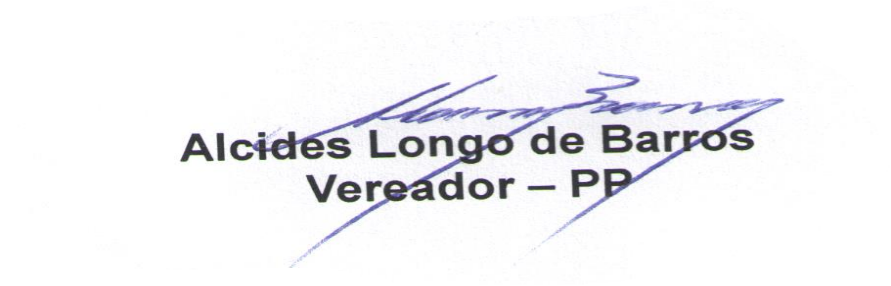 Alcides Longo de Barros
Vereador – PP